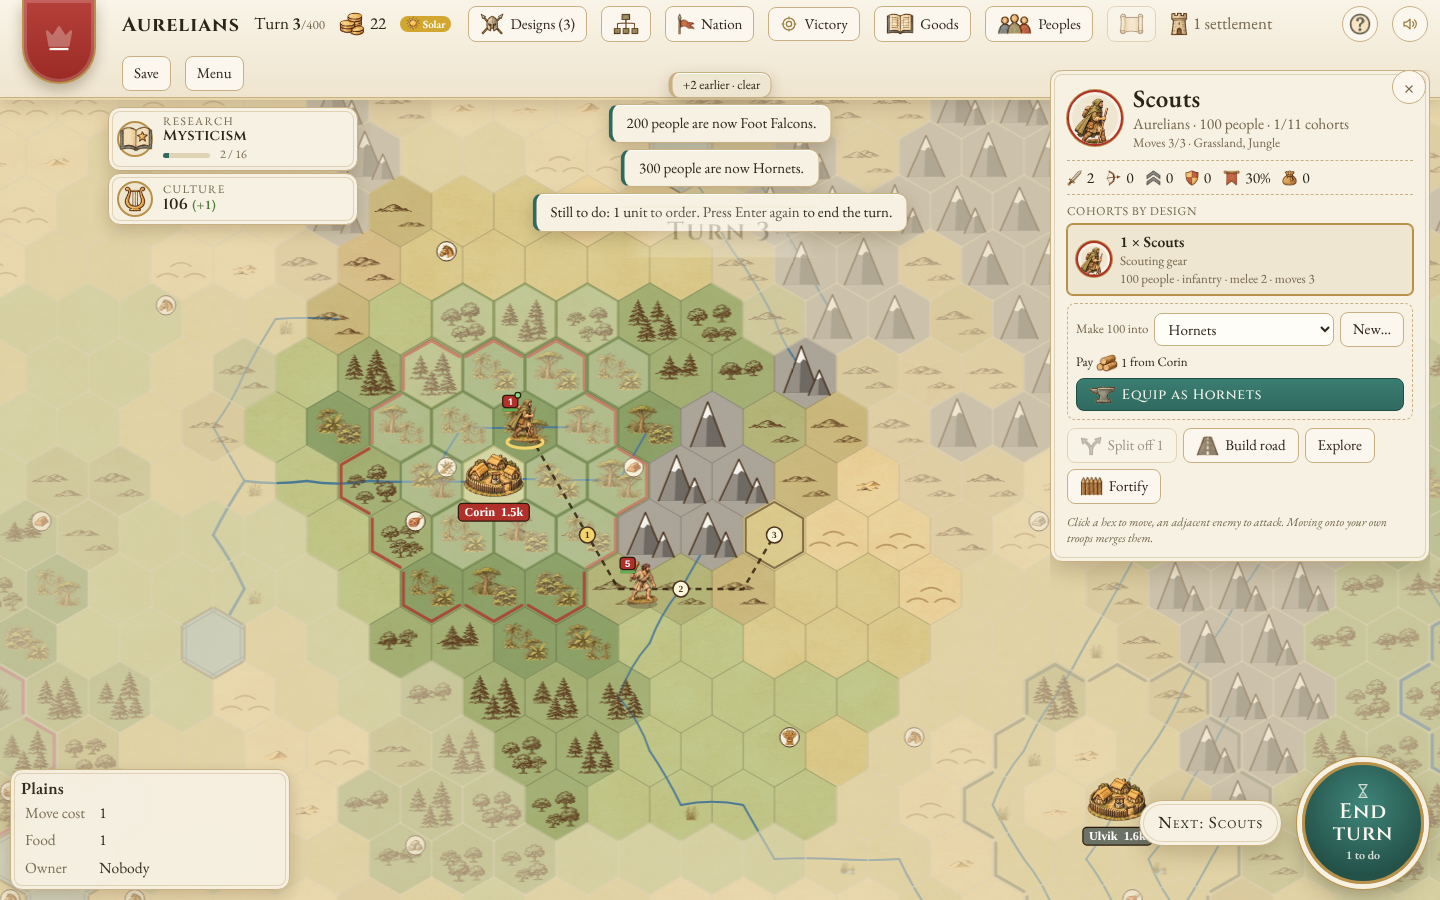 AURELIANS
Turn 3/400
22
Solar
Designs (3)
Nation
Victory
Goods
Peoples
1 settlement
?
Save
Menu
+2 earlier · clear
200 people are now Foot Falcons.
300 people are now Hornets.
Still to do: 1 unit to order. Press Enter again to end the turn.
TURN 3
RESEARCH
MYSTICISM
2 / 16
CULTURE
106 (+1)
Scouts
Aurelians · 100 people · 1/11 cohorts
Moves 3/3 · Grassland, Jungle
2 0 0 0 30% 0
COHORTS BY DESIGN
1 × Scouts
Scouting gear
100 people · infantry · melee 2 · moves 3
Make 100 into Hornets New...
Pay 1 from Corin
EQUIP AS HORNETS
Split off 1
Build road
Explore
Fortify
Click a hex to move, an adjacent enemy to attack. Moving onto your own
troops merges them.
1
Corin 1.5k
1
3
5
2
Plains
Move cost 1
Food 1
Owner Nobody
Ulvik 1.6k
NEXT: SCOUTS
END
TURN
1 to do